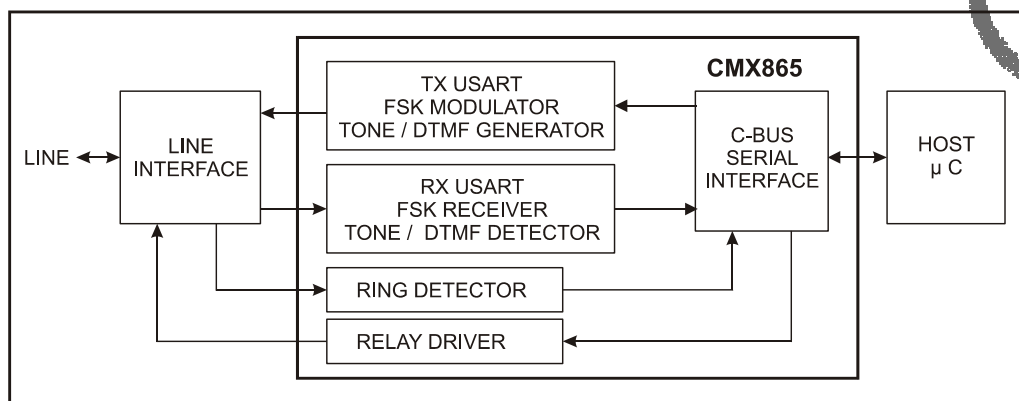 CMX865
TX USART
FSK MODULATOR
TONE / DTMF GENERATOR
LINE
LINE
INTERFACE
C-BUS
SERIAL
INTERFACE
HOST
µ C
RX USART
FSK RECEIVER
TONE / DTMF DETECTOR
RING DETECTOR
RELAY DRIVER